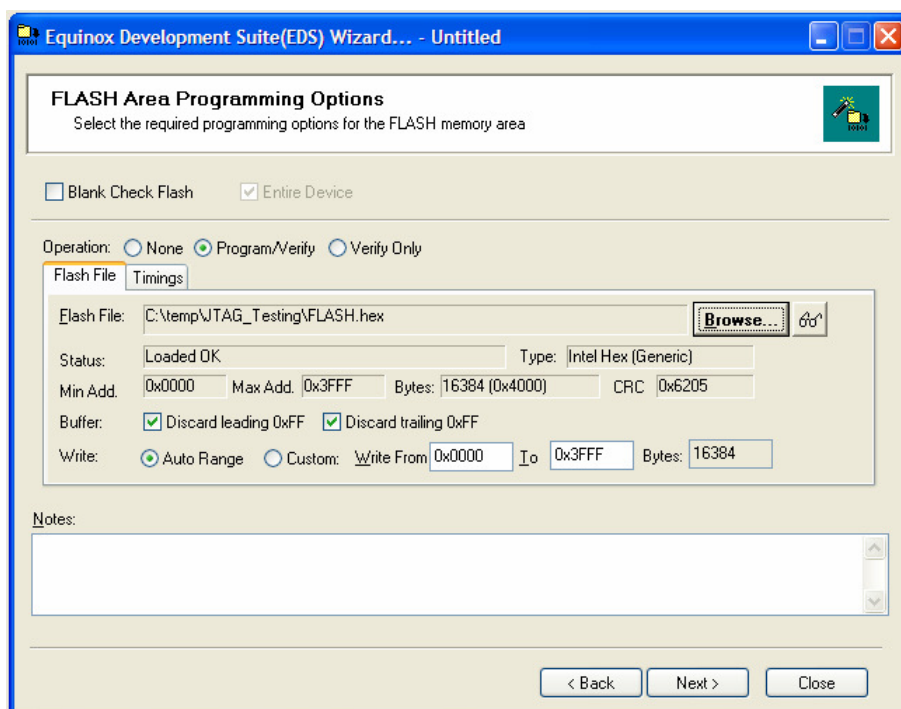 Equinox Development Suite(EDS) Wizard... - Untitled
FLASH Area Programming Options
Select the required programming options for the FLASH memory area
Blank Check Flash Entire Device
Operation: None Program/Verify Verify Only
Flash File Timings
Flash File: C:\temp\JTAG_Testing\FLASH.hex Browse...
Status: Loaded OK Type: Intel Hex (Generic)
Min Add. 0x0000 Max Add. 0x3FFF Bytes: 16384 (0x4000) CRC 0x6205
Buffer: Discard leading 0xFF Discard trailing 0xFF
Write: Auto Range Custom: Write From 0x0000 To 0x3FFF Bytes: 16384
Notes:
< Back Next > Close